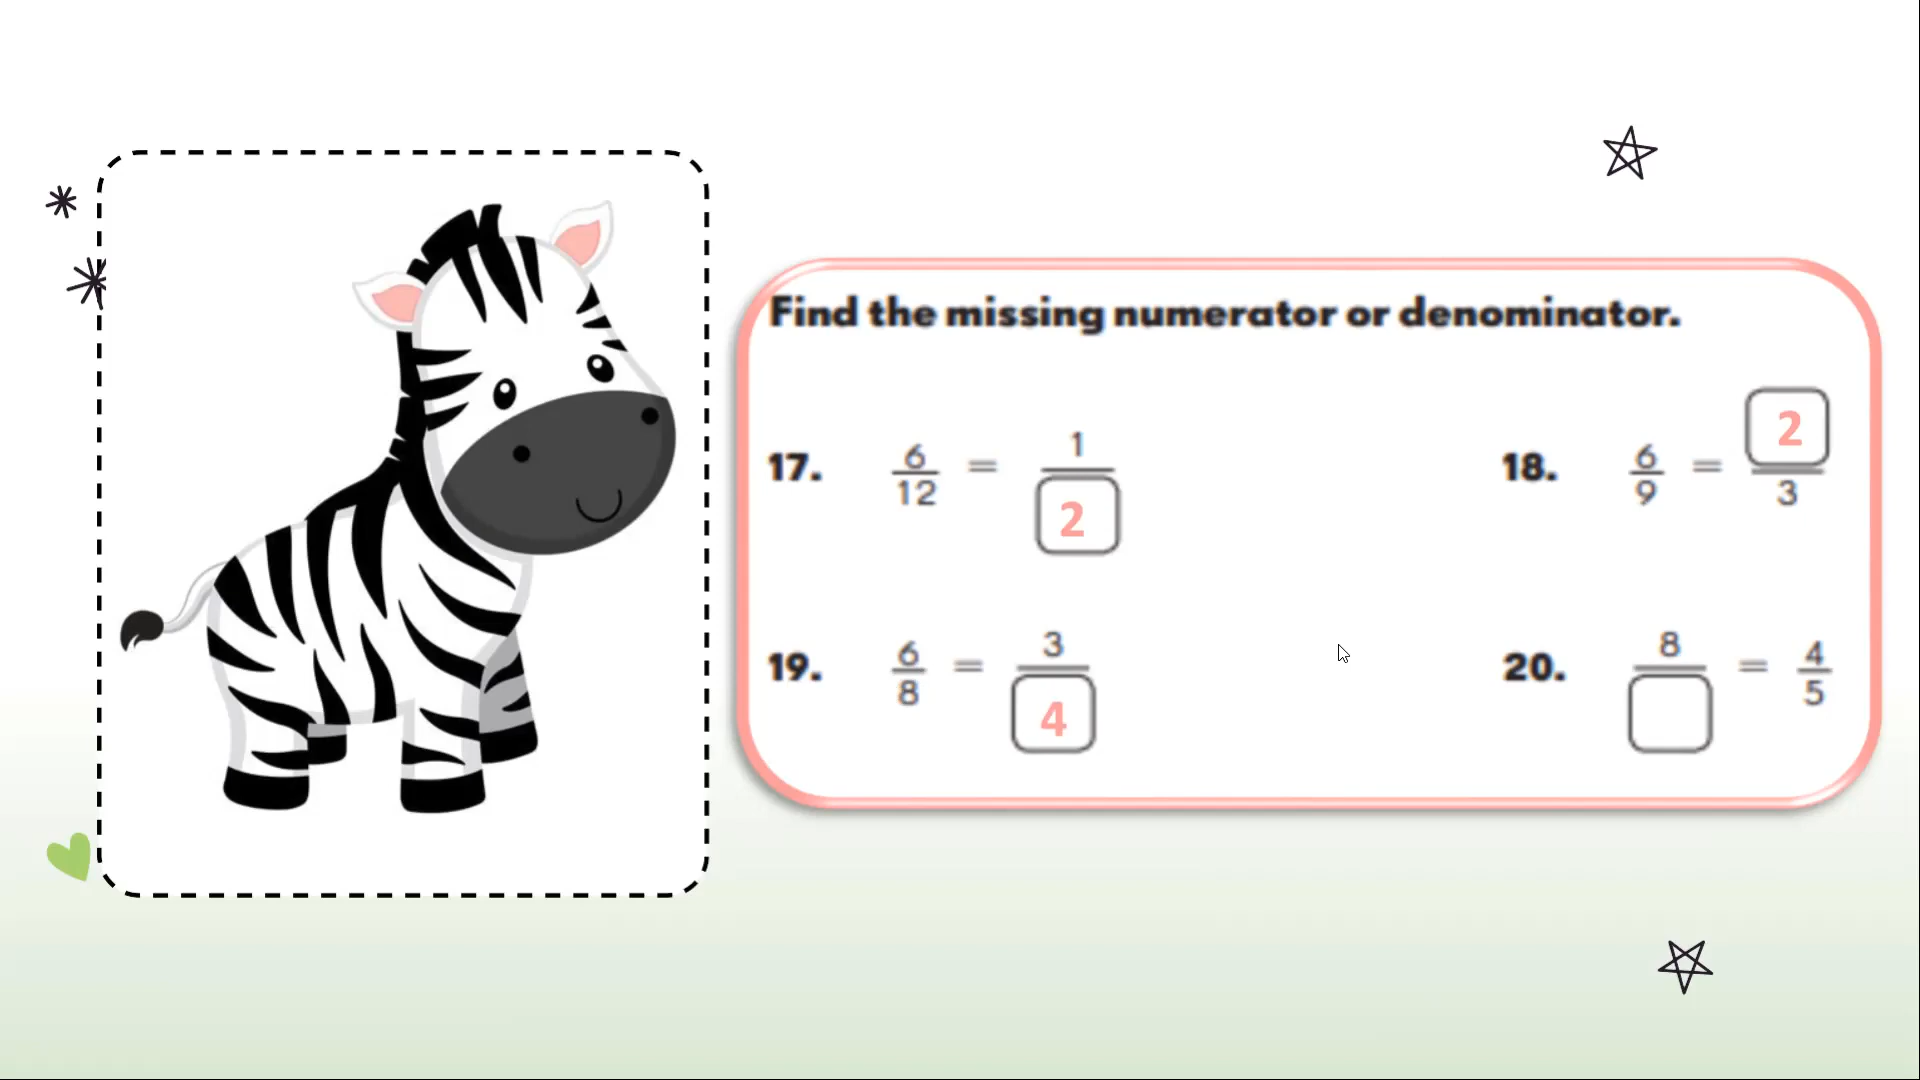 Find the missing numerator or denominator.
17. 6/12 = 1/2
18. 6/9 = 2/3
19. 6/8 = 3/4
20. 8/□ = 4/5